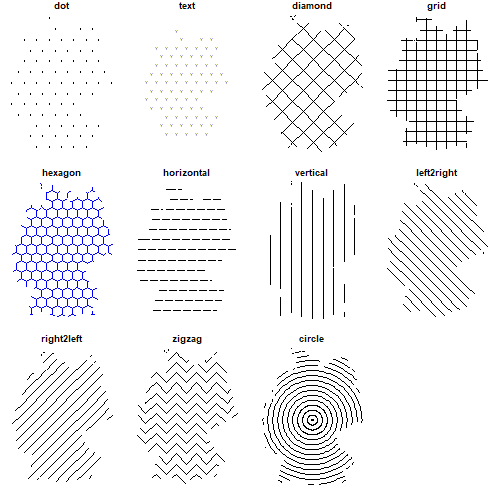 dot text diamond grid
hexagon horizontal vertical left2right
right2left zigzag circle